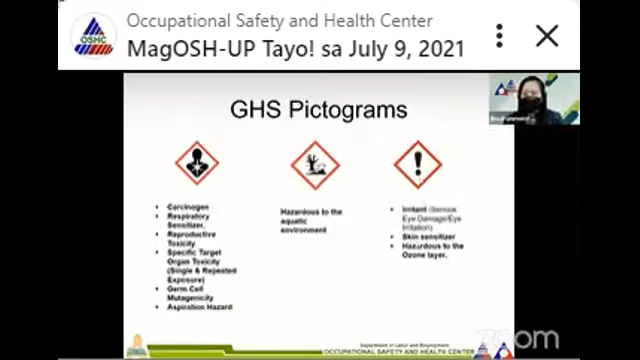 Occupational Safety and Health Center
OSHC
MagOSH-UP Tayo! sa July 9, 2021
GHS Pictograms
• Carcinogen
• Respiratory
Sensitizer,
• Reproductive
Toxicity
• Specific Target
Organ Toxicity
(Single & Repeated
Exposure)
• Germ Cell
Mutagenicity
• Aspiration Hazard
Hazardous to the
aquatic
environment
• Irritant (Serious
Eye Damage/Eye
Irritation)
• Skin sensitizer
• Hazardous to the
Ozone layer.
Department of Labor and Employment
OCCUPATIONAL SAFETY AND HEALTH CENTER
zoom